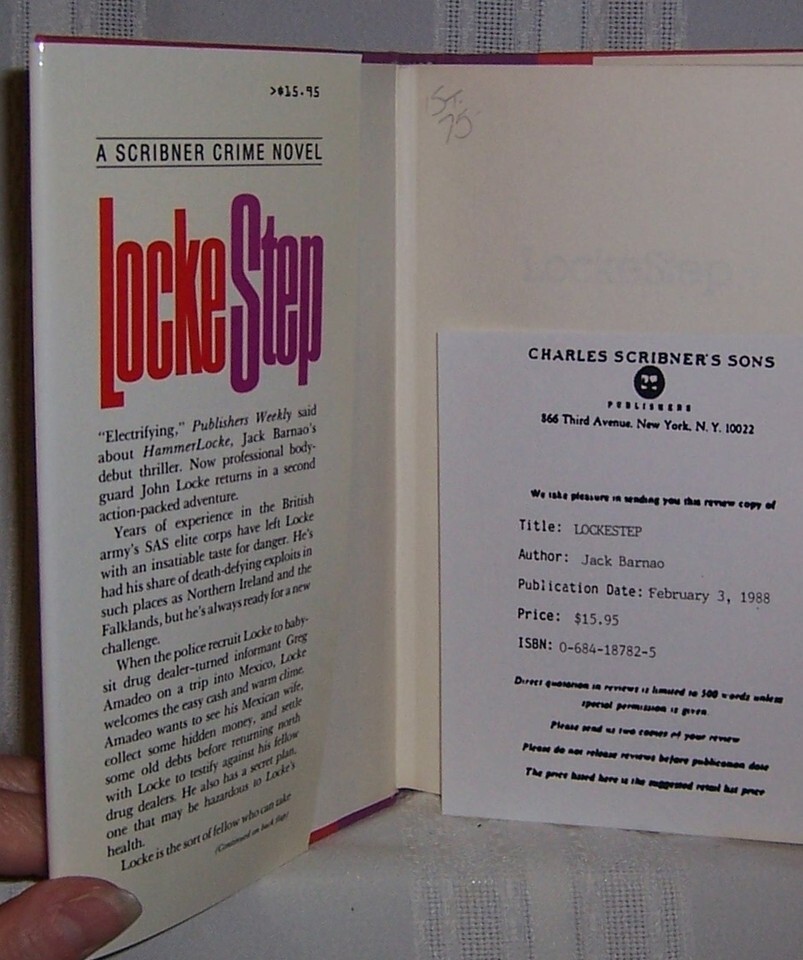 >$15.95
A SCRIBNER CRIME NOVEL
LockeStep
"Electrifying," Publishers Weekly said
about HammerLocke, Jack Barnao's
debut thriller. Now professional body-
guard John Locke returns in a second
action-packed adventure.
Years of experience in the British
army's SAS elite corps have left Locke
with an insatiable taste for danger. He's
had his share of death-defying exploits in
such places as Northern Ireland and the
Falklands, but he's always ready for a new
challenge.
When the police recruit Locke to baby-
sit drug dealer-turned informant Greg
Amadeo on a trip into Mexico, Locke
welcomes the easy cash and warm clime.
Amadeo wants to see his Mexican wife,
collect some hidden money, and settle
some old debts before returning north
with Locke to testify against his fellow
drug dealers. He also has a secret plan,
one that may be hazardous to Locke's
health.
Locke is the sort of fellow who can take
(Continued on back flap)
75
LockeStep
CHARLES SCRIBNER'S SONS
PUBLISHERS
866 Third Avenue, New York, N. Y. 10022
We take pleasure in sending you this review copy of
Title: LOCKESTEP
Author: Jack Barnao
Publication Date: February 3, 1988
Price: $15.95
ISBN: 0-684-18782-5
Direct quotation in reviews is limited to 500 words unless
special permission is given.
Please send us two copies of your review
Please do not release reviews before publication date
The price listed here is the suggested retail list price